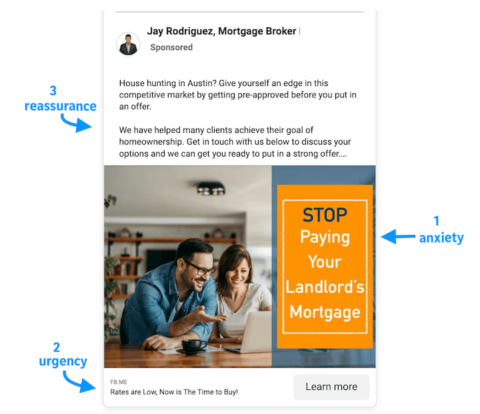 Jay Rodriguez, Mortgage Broker
Sponsored
House hunting in Austin? Give yourself an edge in this
competitive market by getting pre-approved before you put in
an offer.
We have helped many clients achieve their goal of
homeownership. Get in touch with us below to discuss your
options and we can get you ready to put in a strong offer....
3
reassurance
STOP
Paying
Your
Landlord's
Mortgage
1
anxiety
2
urgency
FB.ME
Rates are Low, Now is The Time to Buy!
Learn more